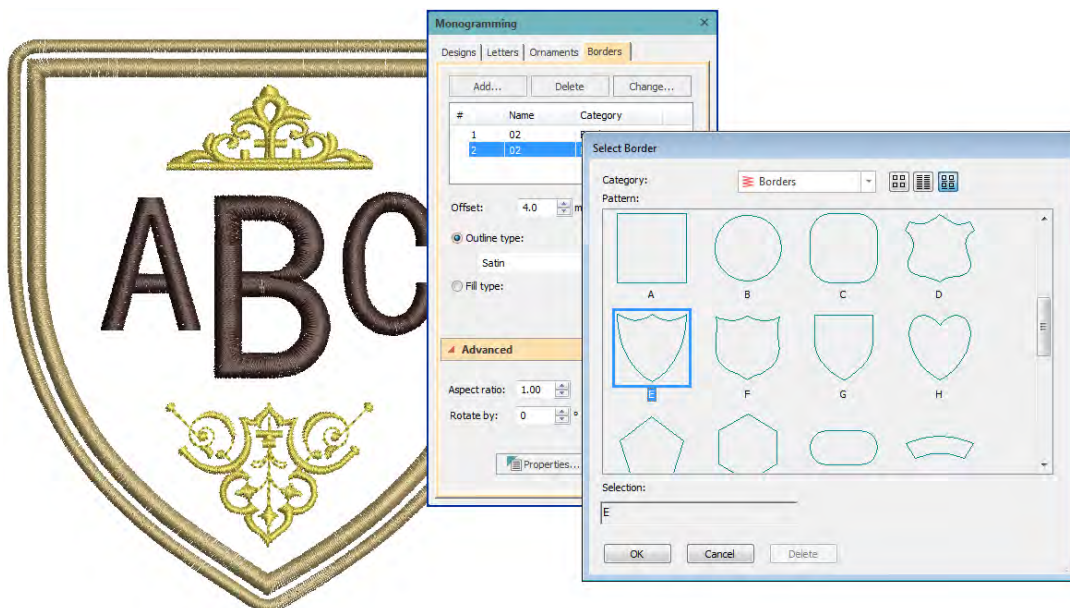 ABC
Monogramming
Designs Letters Ornaments Borders
Add... Delete Change...
# Name Category
1 02
2 02
Offset: 4.0
Outline type:
Satin
Fill type:
Advanced
Aspect ratio: 1.00
Rotate by: 0 °
Properties...
Select Border
Category: Borders
Pattern:
A B C D
E F G H
Selection:
E
OK Cancel Delete